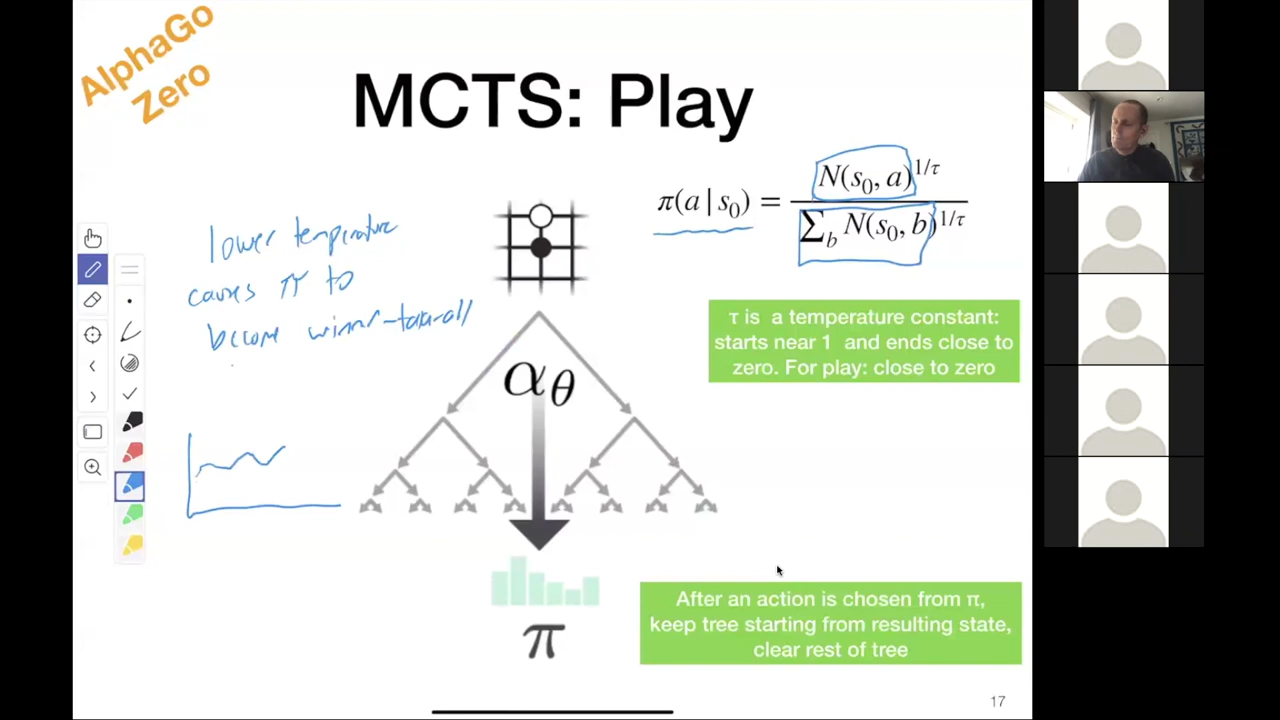 AlphaGo
Zero
MCTS: Play
π(a|s₀) = N(s₀, a)^{1/τ} / ∑_b N(s₀, b)^{1/τ}
lower temperature
causes π to
become winner-take-all
α_θ
τ is a temperature constant:
starts near 1 and ends close to
zero. For play: close to zero
π
After an action is chosen from π,
keep tree starting from resulting state,
clear rest of tree
17